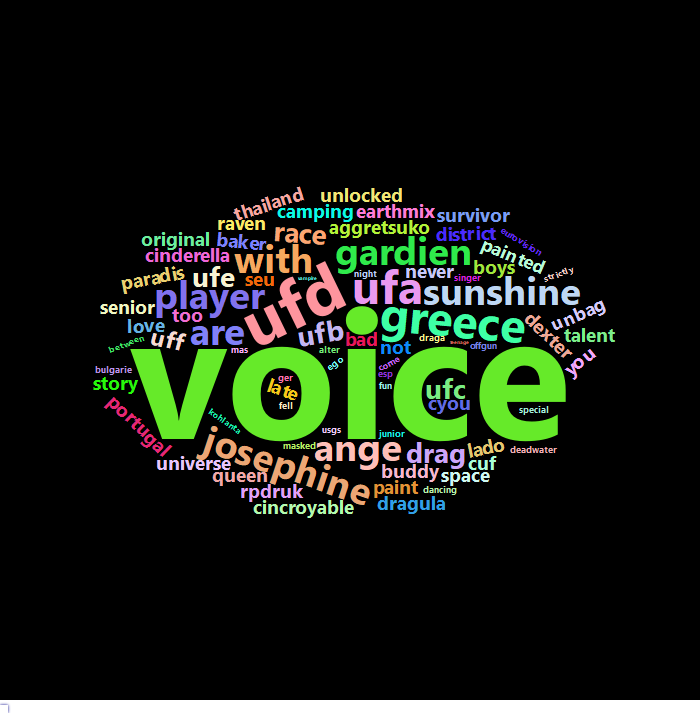 thailand
unlocked
camping
earthmix
survivor
raven
aggretsuko
eurovision
original
baker
race
district
cinderella
with
gardien
painted
paradis
ufe
seu
vampire
night
never
singer
boys
strictly
senior
player
ufd
ufa
sunshine
unbag
too
love
are
ufb
greece
dexter
talent
between
uff
mas
alter
bad
not
draga
teenage
offgun
you
bulgarie
story
voice
ego
come
esp
ger
late
fell
fun
ufc
cyou
special
portugal
kohlanta
usgs
junior
universe
josephine
masked
ange
drag
lado
deadwater
queen
buddy
space
cuf
rpdruk
paint
dancing
cincroyable
dragula